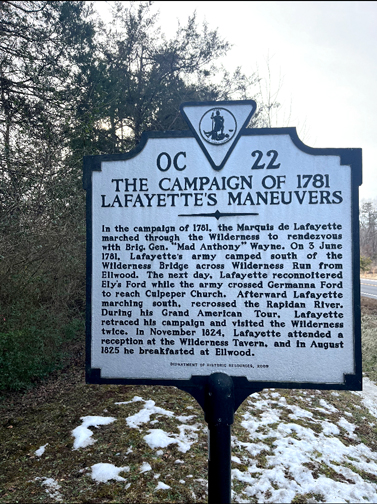 OC 22
THE CAMPAIGN OF 1781
LAFAYETTE'S MANEUVERS
In the campaign of 1781, the Marquis de Lafayette
marched through the Wilderness to rendezvous
with Brig. Gen. "Mad Anthony" Wayne. On 3 June
1781, Lafayette's army camped south of the
Wilderness Bridge across Wilderness Run from
Ellwood. The next day, Lafayette reconnoitered
Ely's Ford while the army crossed Germanna Ford
to reach Culpeper Church. Afterward Lafayette
marching south, recrossed the Rapidan River.
During his Grand American Tour, Lafayette
retraced his campaign and visited the Wilderness
twice. In November 1824, Lafayette attended a
reception at the Wilderness Tavern, and in August
1825 he breakfasted at Ellwood.
DEPARTMENT OF HISTORIC RESOURCES,